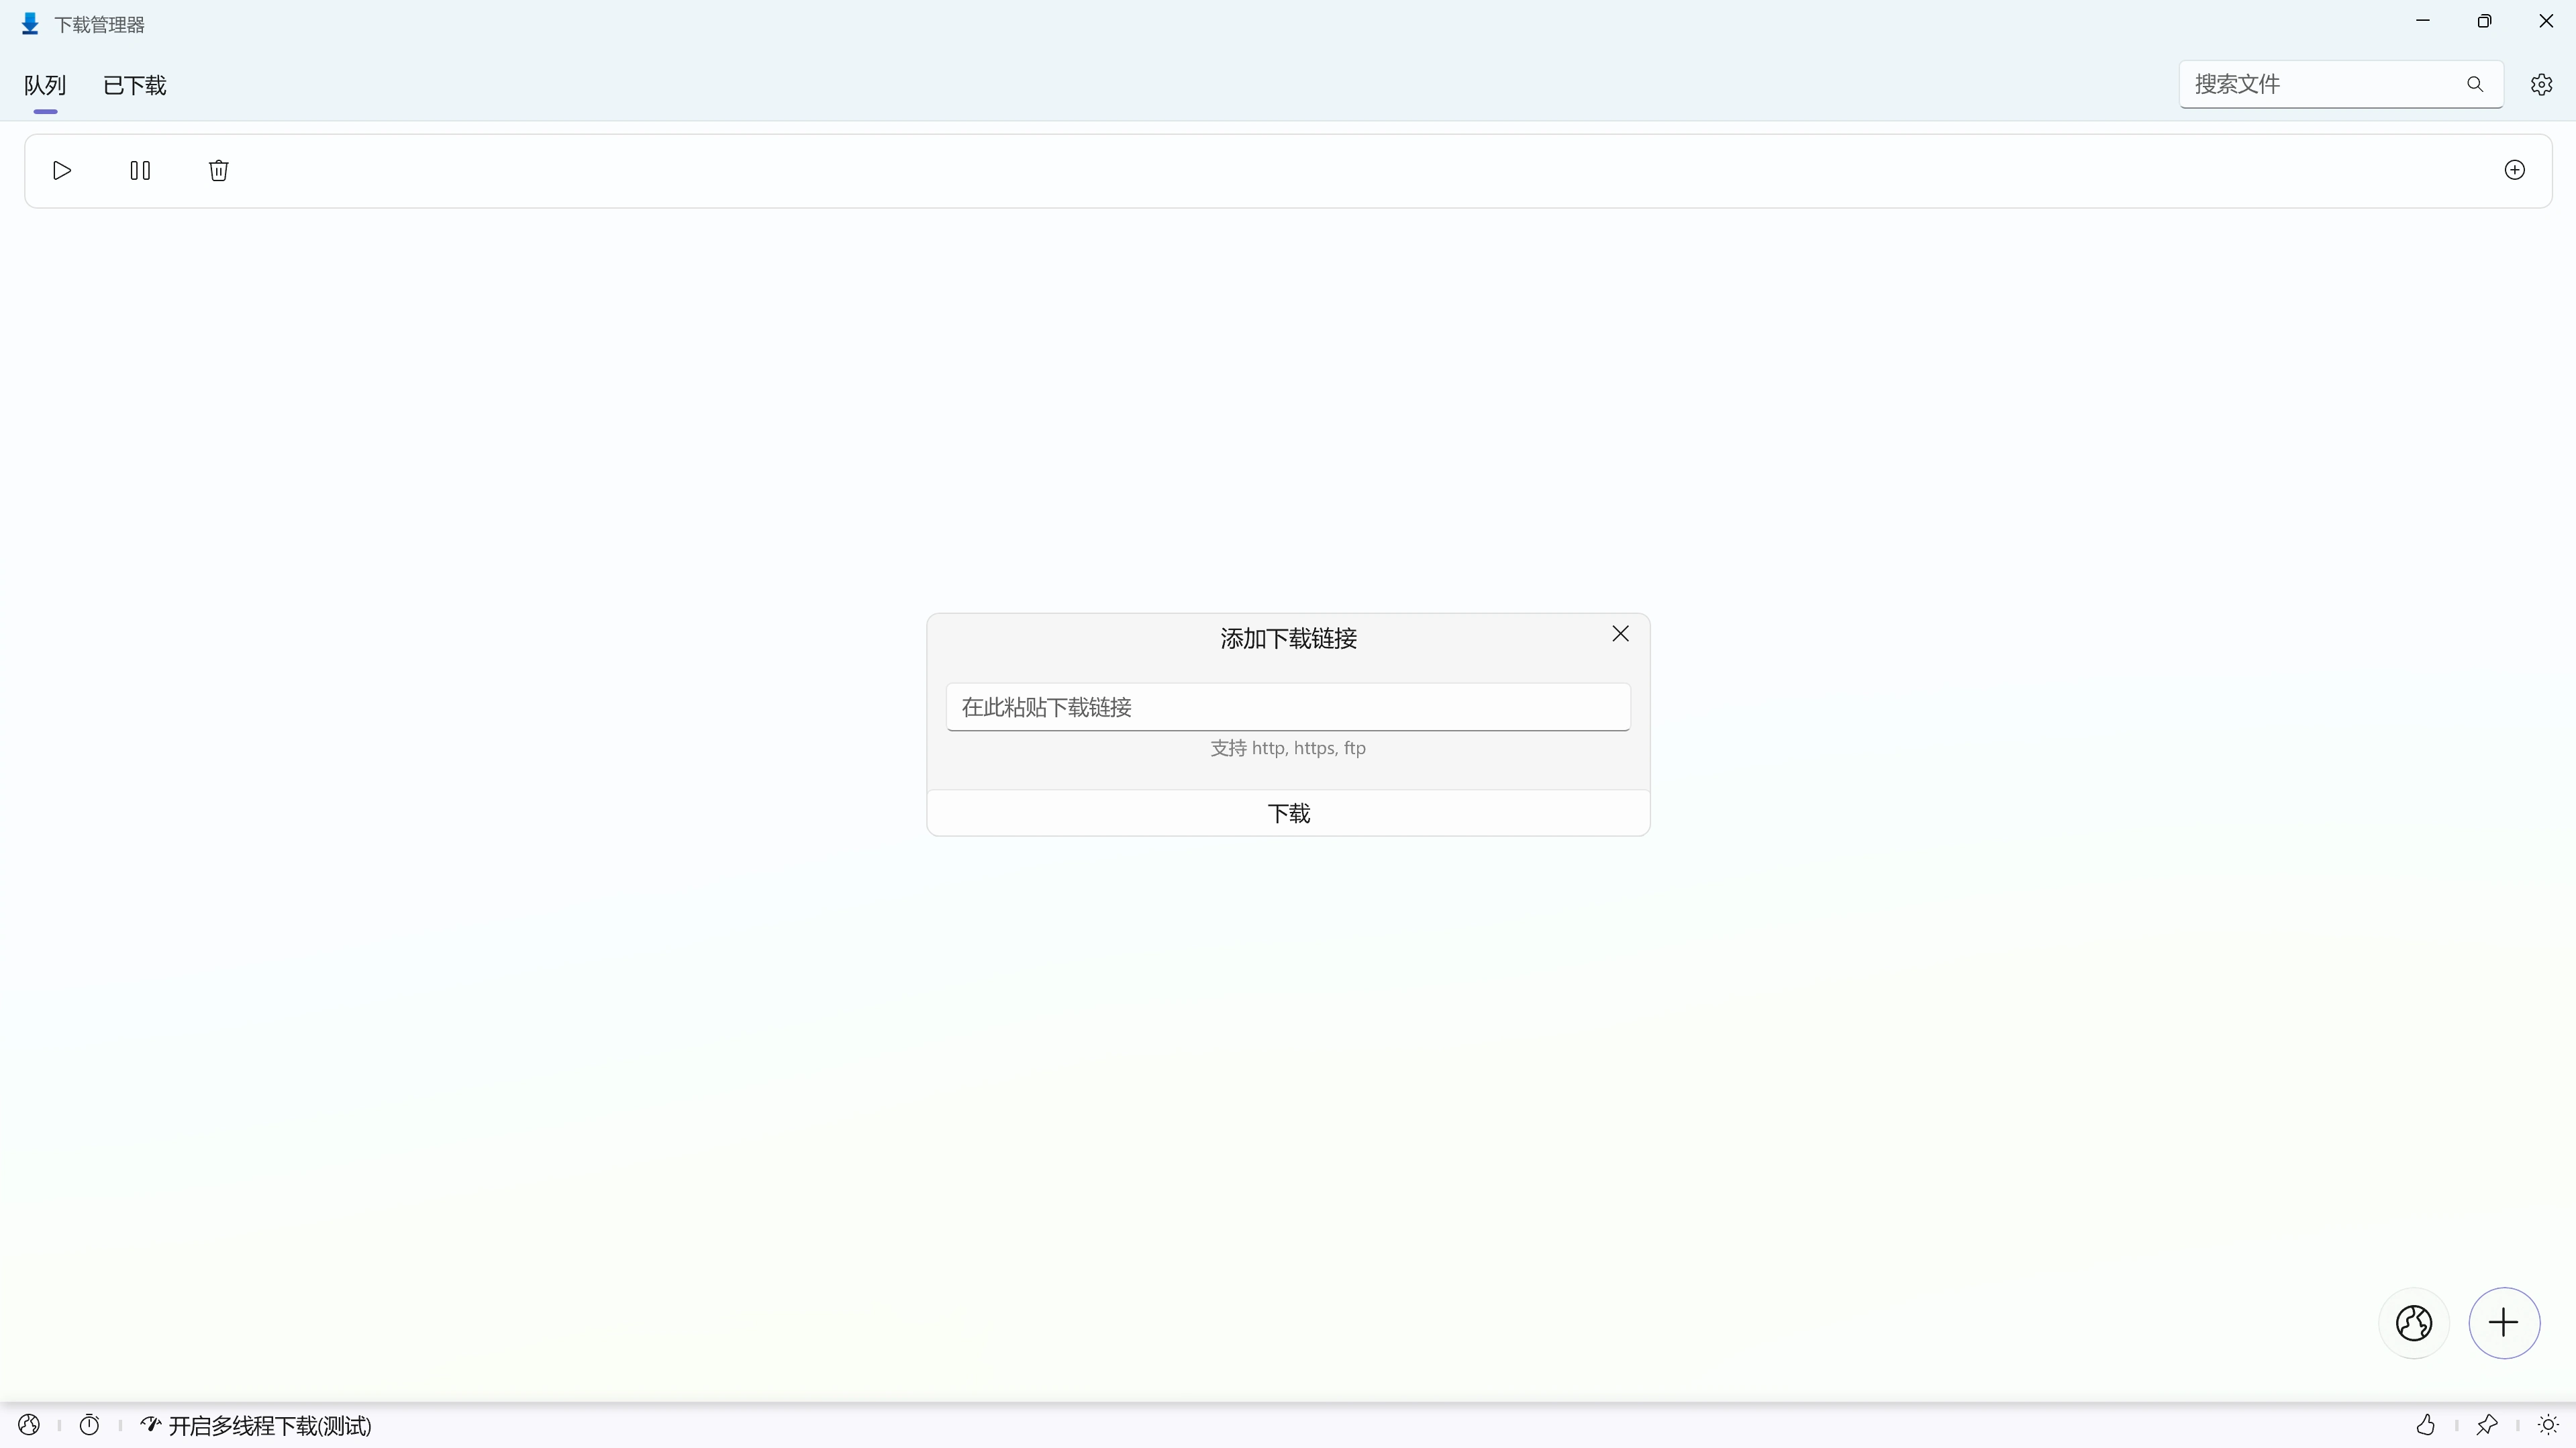 下载管理器
队列
已下载
搜索文件
添加下载链接
在此粘贴下载链接
支持 http, https, ftp
下载
开启多线程下载(测试)